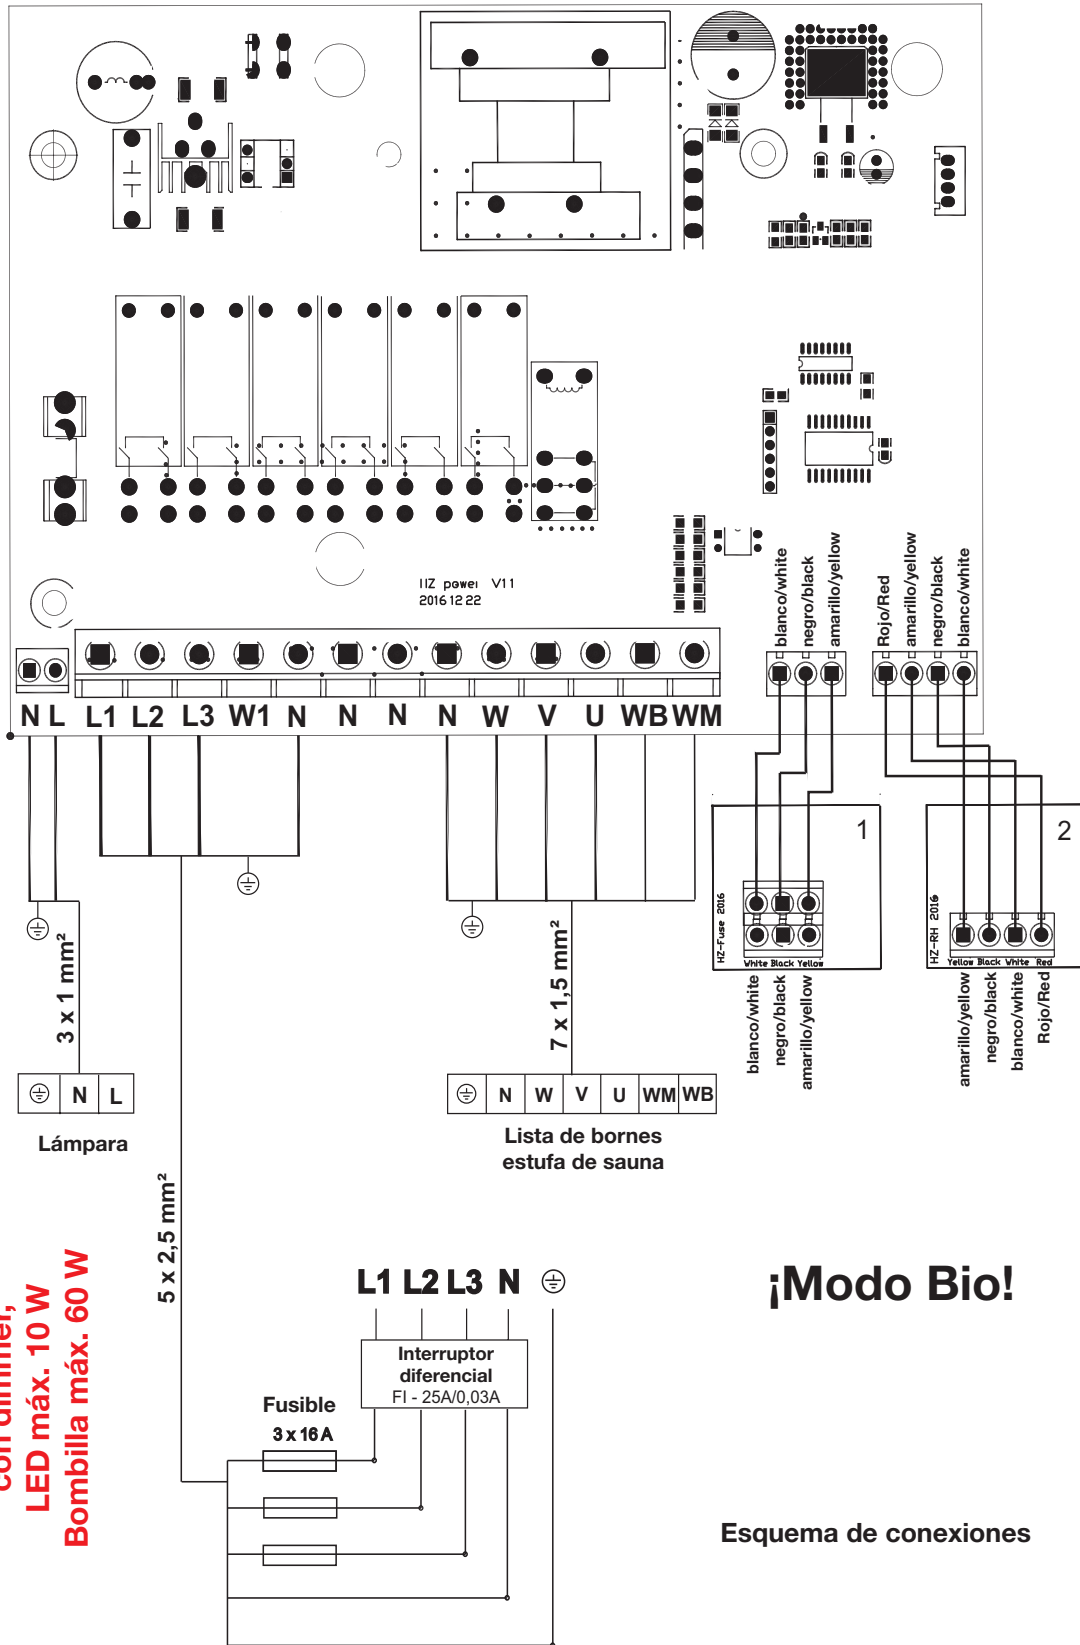 HZ power V11
2016 12 22
blanco/white
negro/black
amarillo/yellow
Rojo/Red
amarillo/yellow
negro/black
blanco/white
N L L1 L2 L3 W1 N N N N W V U WB WM
1
HZ-Fuse 2016
White Black Yellow
blanco/white
negro/black
amarillo/yellow
2
HZ-RH 2016
Yellow Black White Red
amarillo/yellow
negro/black
blanco/white
Rojo/Red
3 x 1 mm²
7 x 1,5 mm²
N L
Lámpara
N W V U WM WB
Lista de bornes
estufa de sauna
5 x 2,5 mm²
con dimmer,
LED máx. 10 W
Bombilla máx. 60 W
L1 L2 L3 N
Interruptor
diferencial
FI - 25A/0,03A
Fusible
3 x 16 A
¡Modo Bio!
Esquema de conexiones